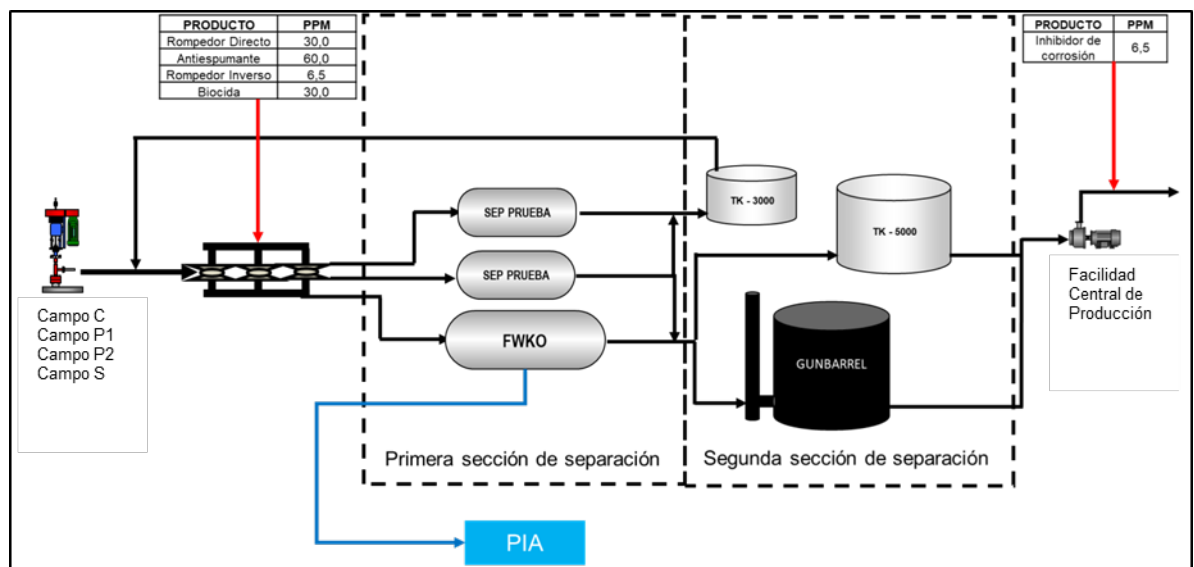 PRODUCTO PPM
Rompedor Directo 30,0
Antiespumante 60,0
Rompedor Inverso 6,5
Biocida 30,0
PRODUCTO PPM
Inhibidor de
corrosión 6,5
SEP PRUEBA
TK - 3000
TK - 5000
SEP PRUEBA
FWKO
GUNBARREL
Campo C
Campo P1
Campo P2
Campo S
Facilidad
Central de
Producción
Primera sección de separación
Segunda sección de separación
PIA